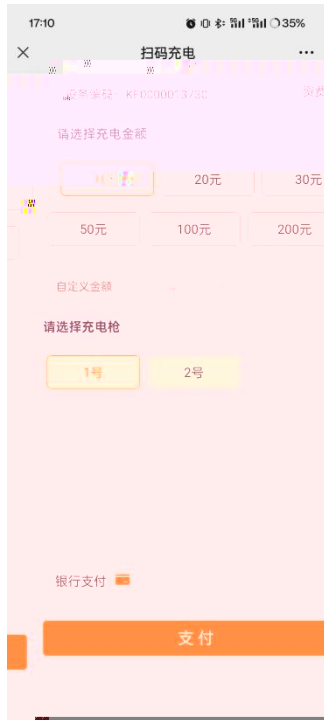 17:10
35%
扫码充电
请选择充电金额
20元
30元
50元
100元
200元
自定义金额
请选择充电枪
1号
2号
银行支付
支付